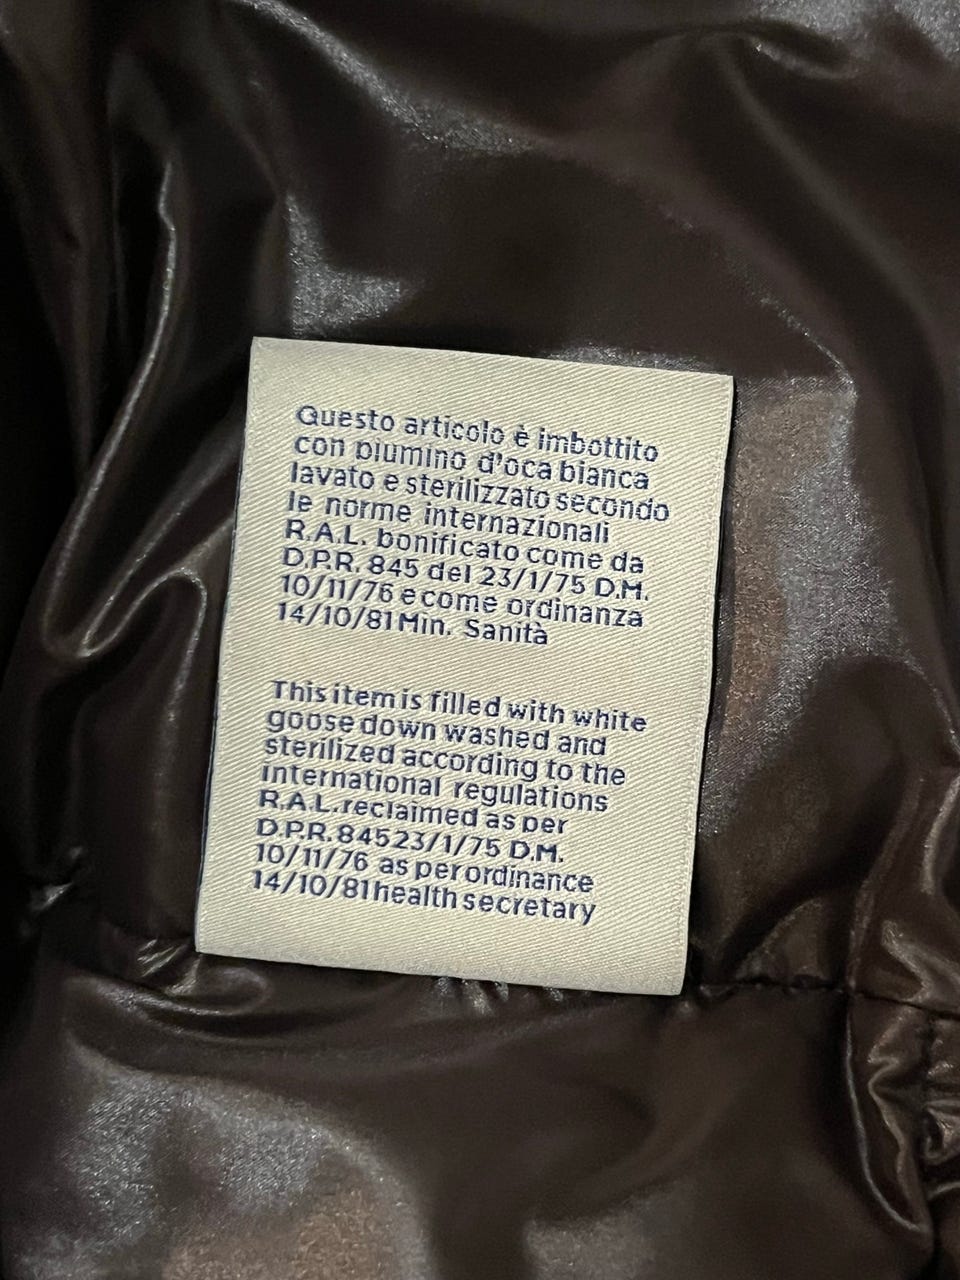 Questo articolo è imbottito
con piumino d'oca bianca
lavato e sterilizzato secondo
le norme internazionali
R.A.L. bonificato come da
D.P.R. 845 del 23/1/75 D.M.
10/11/76 e come ordinanza
14/10/81 Min. Sanità
This item is filled with white
goose down washed and
sterilized according to the
international regulations
R.A.L. reclaimed as per
D.P.R. 845 23/1/75 D.M.
10/11/76 as per ordinance
14/10/81 health secretary